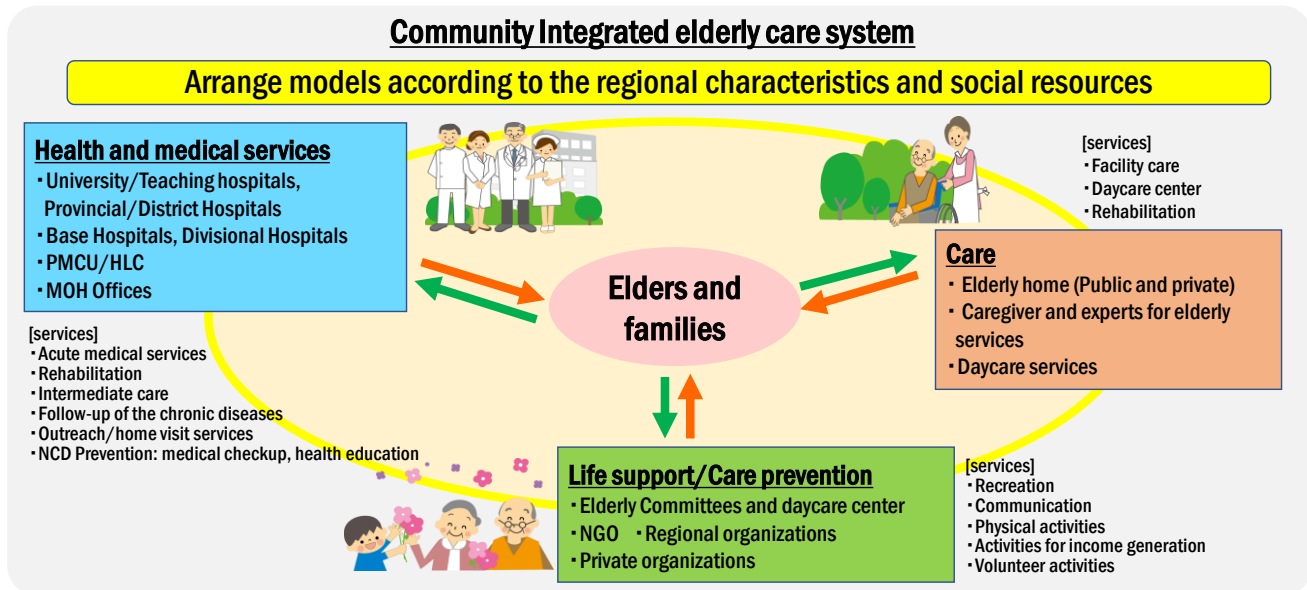 Community Integrated elderly care system
Arrange models according to the regional characteristics and social resources
Health and medical services
・University/Teaching hospitals,
Provincial/District Hospitals
・Base Hospitals, Divisional Hospitals
・PMCU/HLC
・MOH Offices
[services]
・Acute medical services
・Rehabilitation
・Intermediate care
・Follow-up of the chronic diseases
・Outreach/home visit services
・NCD Prevention: medical checkup, health education
Elders and
families
[services]
・Facility care
・Daycare center
・Rehabilitation
Care
・ Elderly home (Public and private)
・ Caregiver and experts for elderly
services
・Daycare services
Life support/Care prevention
・Elderly Committees and daycare center
・NGO ・Regional organizations
・Private organizations
[services]
・Recreation
・Communication
・Physical activities
・Activities for income generation
・Volunteer activities